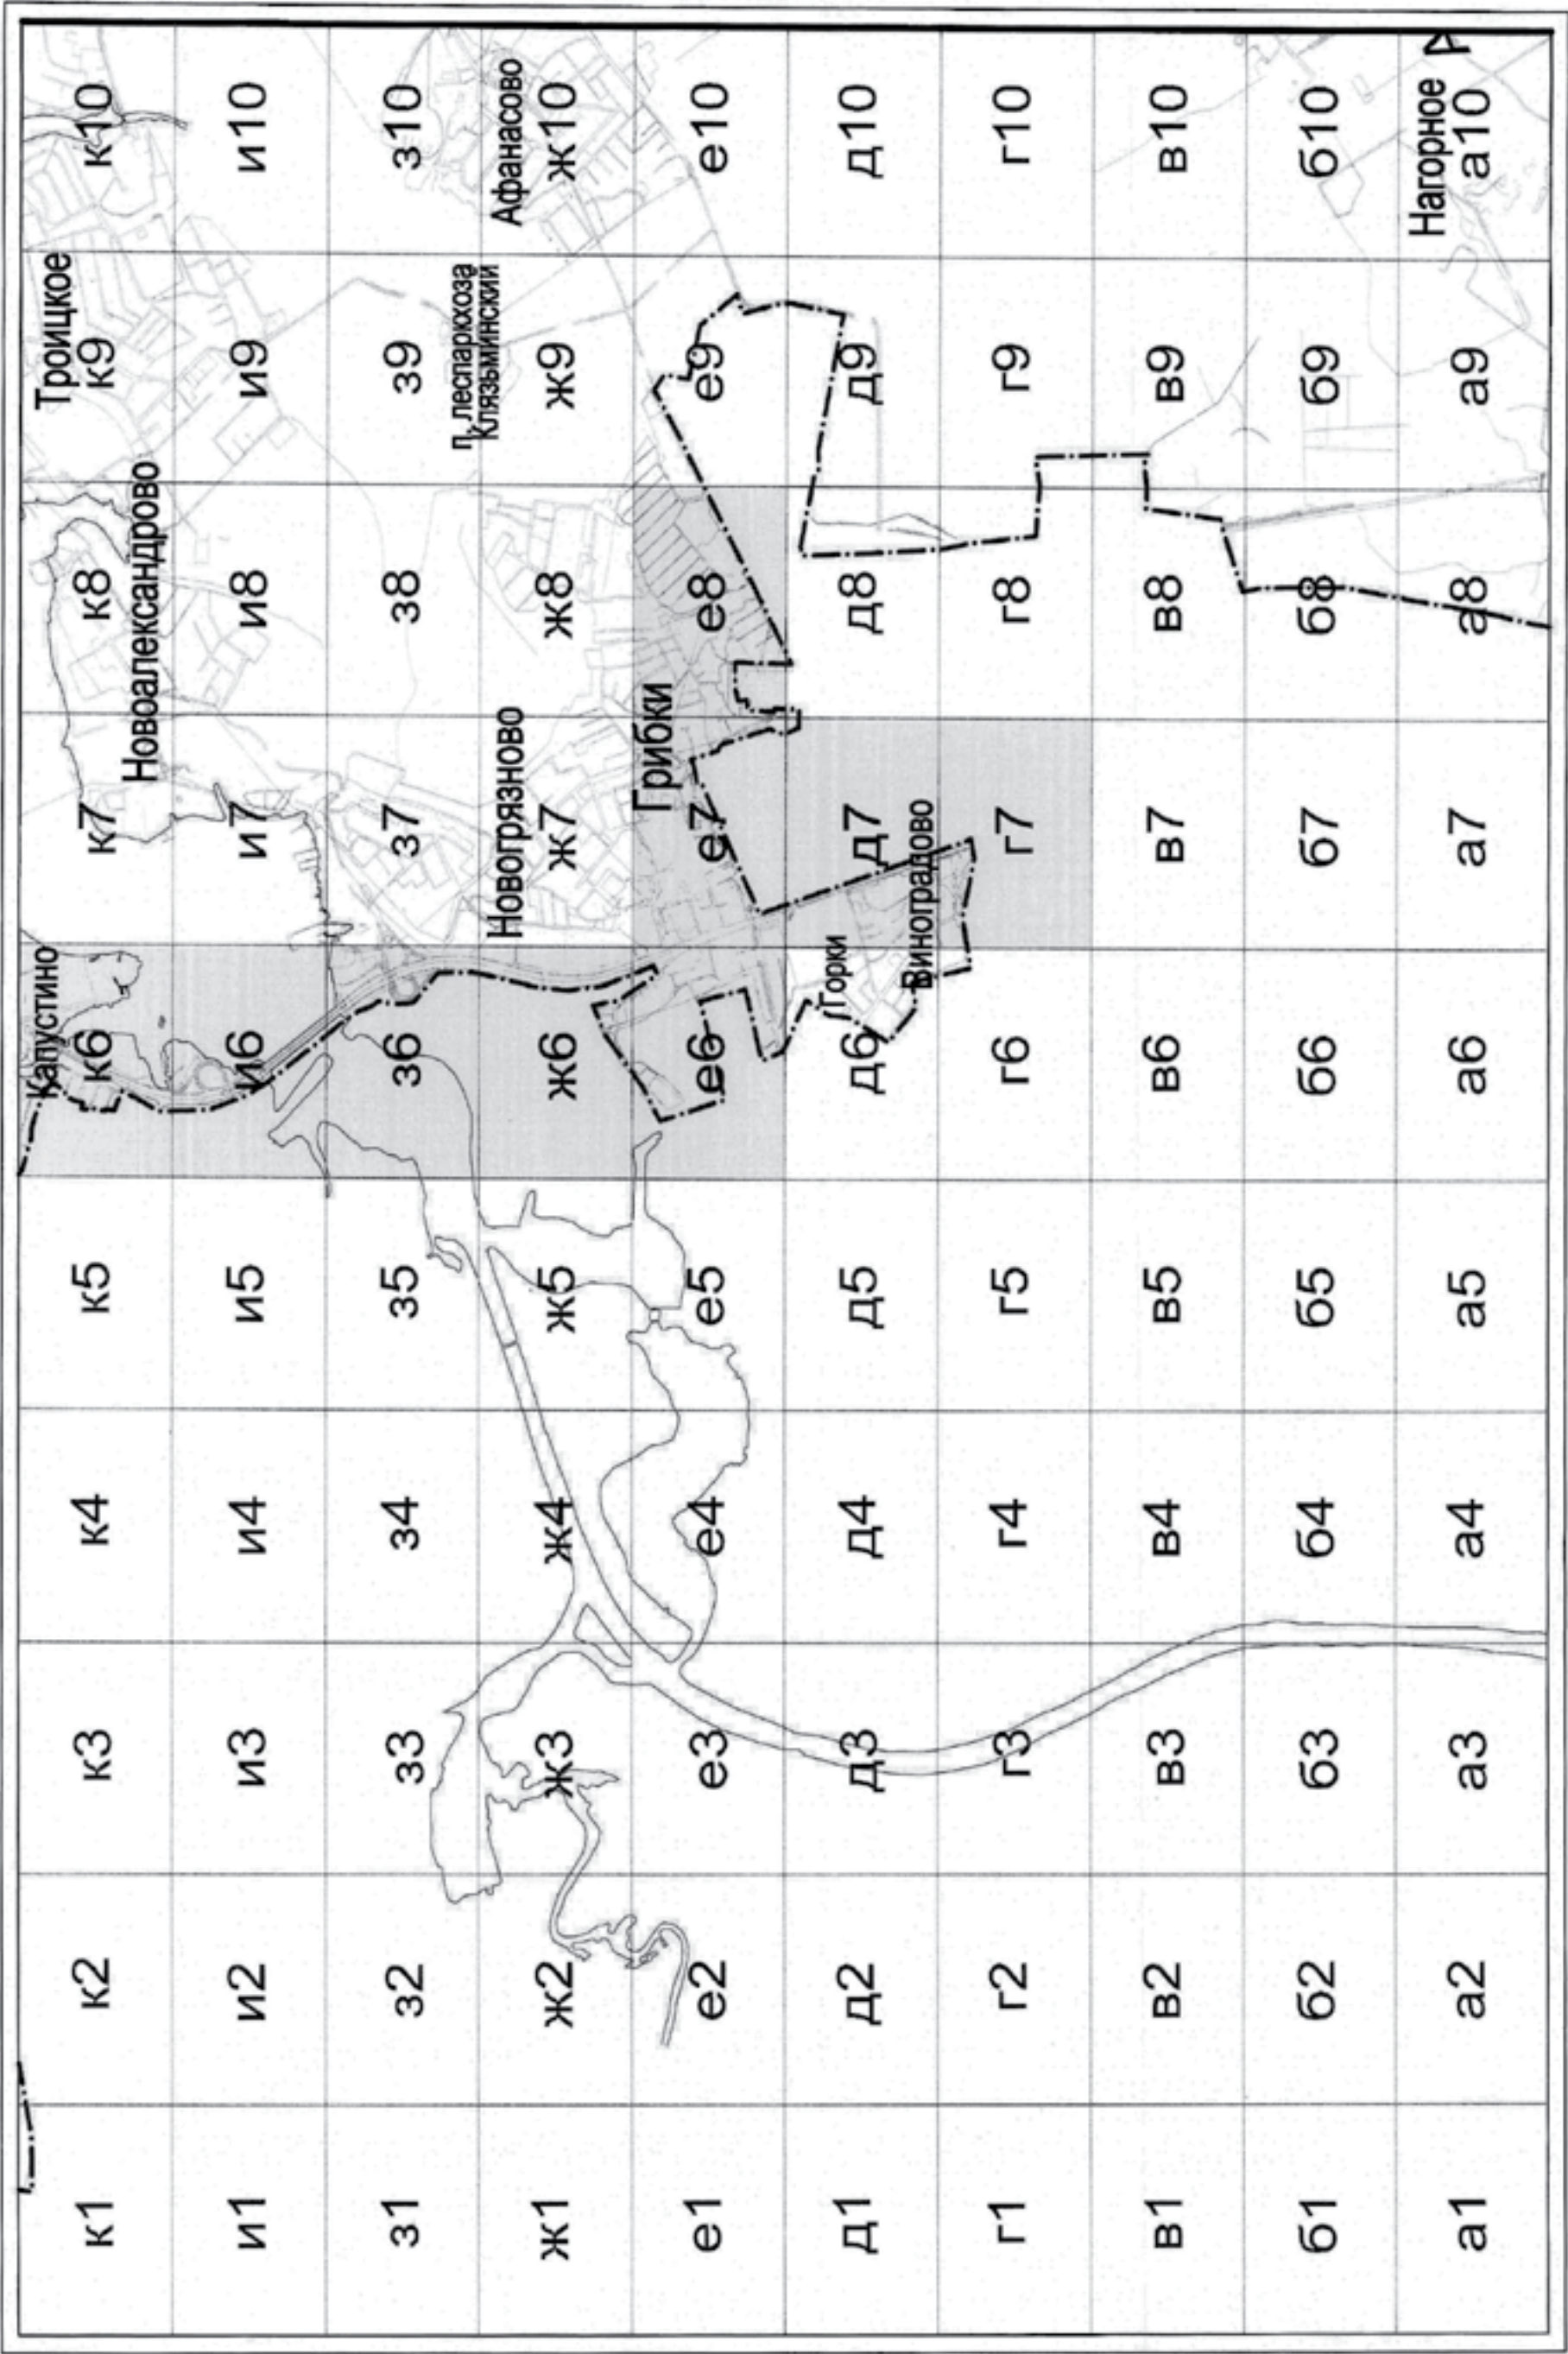 Капустино
Троицкое
к1 к2 к3 к4 к5 к6 к7 к8 к9 к10
Новоалександрово
и1 и2 и3 и4 и5 и6 и7 и8 и9 и10
з1 з2 з3 з4 з5 з6 з7 з8 з9 з10
п. леспаркхоза
Клязьминский
Новогрязново
Афанасово
ж1 ж2 ж3 ж4 ж5 ж6 ж7 ж8 ж9 ж10
Грибки
е1 е2 е3 е4 е5 е6 е7 е8 е9 е10
Горки
д1 д2 д3 д4 д5 д6 д7 д8 д9 д10
Виноградово
г1 г2 г3 г4 г5 г6 г7 г8 г9 г10
в1 в2 в3 в4 в5 в6 в7 в8 в9 в10
б1 б2 б3 б4 б5 б6 б7 б8 б9 б10
Нагорное
а1 а2 а3 а4 а5 а6 а7 а8 а9 а10